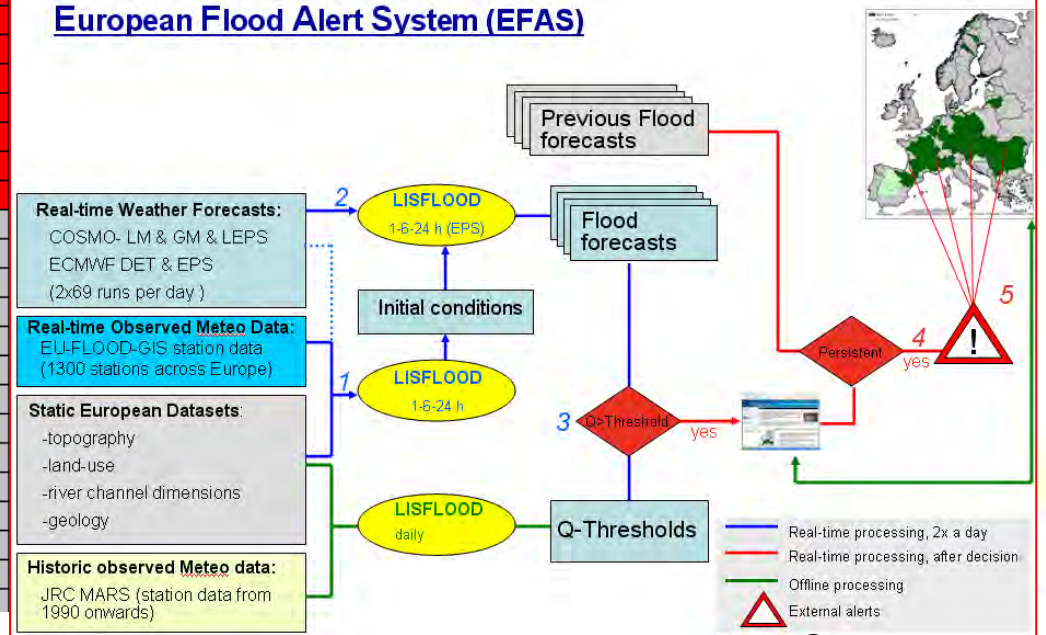 European Flood Alert System (EFAS)
Previous Flood
forecasts
Real-time Weather Forecasts:
COSMO- LM & GM & LEPS
ECMWF DET & EPS
(2x69 runs per day )
2
LISFLOOD
1-6-24 h (EPS)
Flood
forecasts
Initial conditions
Real-time Observed Meteo Data:
EU-FLOOD-GIS station data
(1300 stations across Europe)
1
LISFLOOD
1-6-24 h
Static European Datasets:
-topography
-land-use
-river channel dimensions
-geology
3
Q>Threshold
yes
Persistent
4
yes
!
5
LISFLOOD
daily
Q-Thresholds
Historic observed Meteo data:
JRC MARS (station data from
1990 onwards)
Real-time processing, 2x a day
Real-time processing, after decision
Offline processing
External alerts